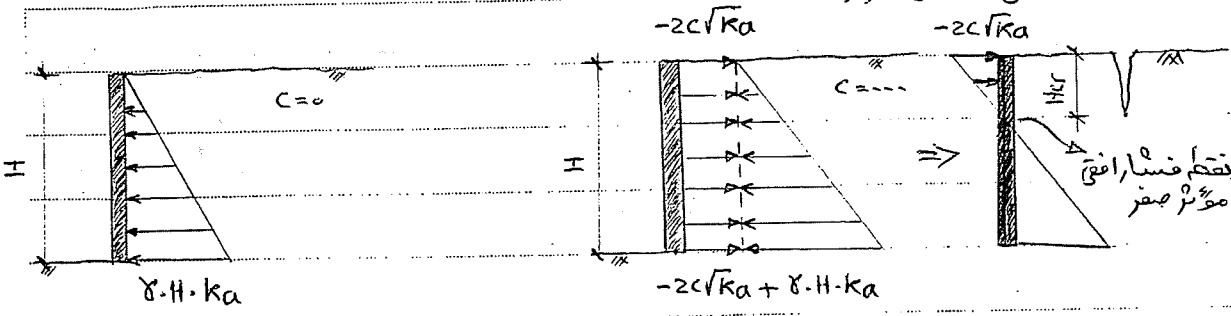 -2c√Ka
-2c√Ka
C=0
C=----
H
H
Hcr
=>
نقطه فشار افقی
مؤثر صفر
γ.H.Ka
-2c√Ka + γ.H.Ka